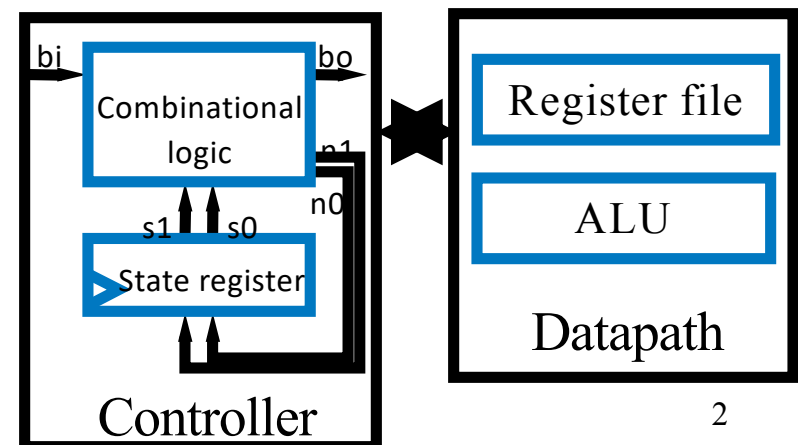 bi
bo
Combinational
logic
n1
n0
s1
s0
State register
Controller
Register file
ALU
Datapath
2